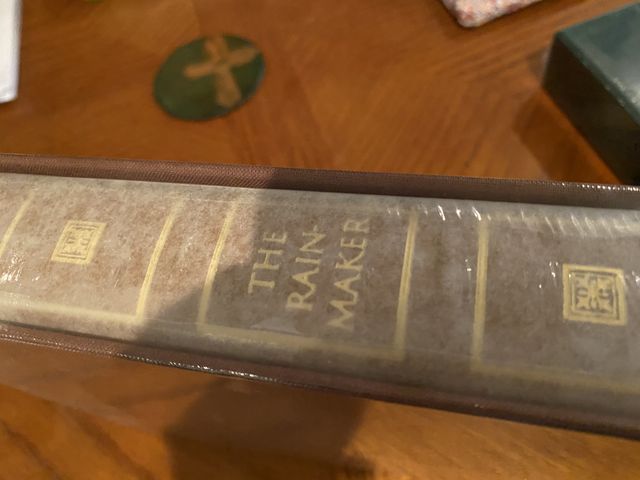 THE
RAIN-
MAKER